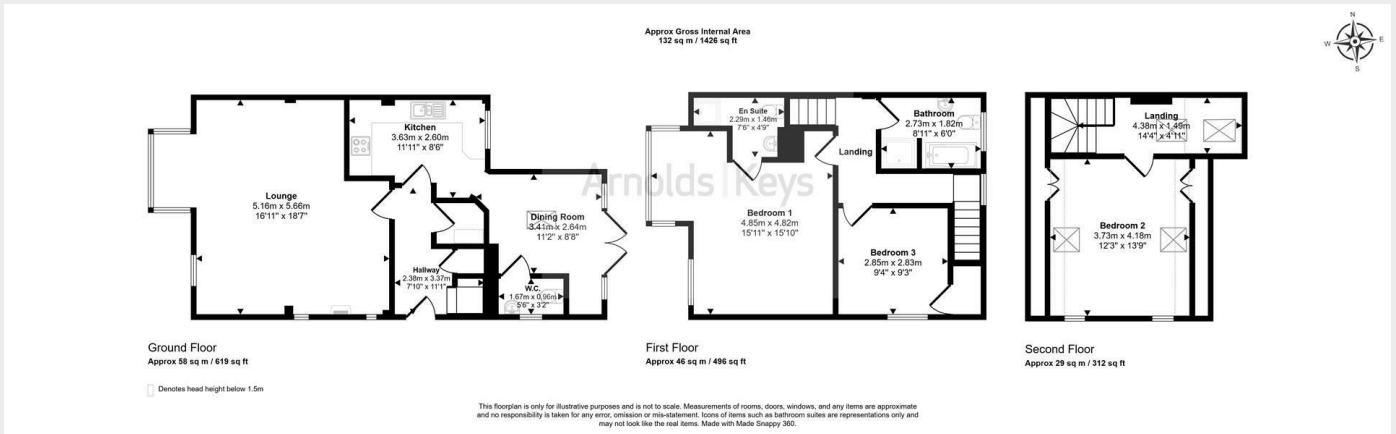 Approx Gross Internal Area
132 sq m / 1426 sq ft
N
W
E
S
Kitchen
3.63m x 2.60m
11'11" x 8'6"
Lounge
5.16m x 5.66m
16'11" x 18'7"
Dining Room
3.41m x 2.64m
11'2" x 8'8"
Hallway
2.38m x 3.37m
7'10" x 11'1"
W.C.
1.67m x 0.96m
5'6" x 3'2"
Ground Floor
Approx 58 sq m / 619 sq ft
Denotes head height below 1.5m
En Suite
2.29m x 1.46m
7'6" x 4'9"
Bathroom
2.73m x 1.82m
8'11" x 6'0"
Landing
Arnolds | Keys
Bedroom 1
4.85m x 4.82m
15'11" x 15'10"
Bedroom 3
2.85m x 2.83m
9'4" x 9'3"
First Floor
Approx 46 sq m / 496 sq ft
Landing
4.38m x 1.49m
14'4" x 4'11"
Bedroom 2
3.73m x 4.18m
12'3" x 13'9"
Second Floor
Approx 29 sq m / 312 sq ft
This floorplan is only for illustrative purposes and is not to scale. Measurements of rooms, doors, windows, and any items are approximate
and no responsibility is taken for any error, omission or mis-statement. Icons of items such as bathroom suites are representations only and
may not look like the real items. Made with Made Snappy 360.